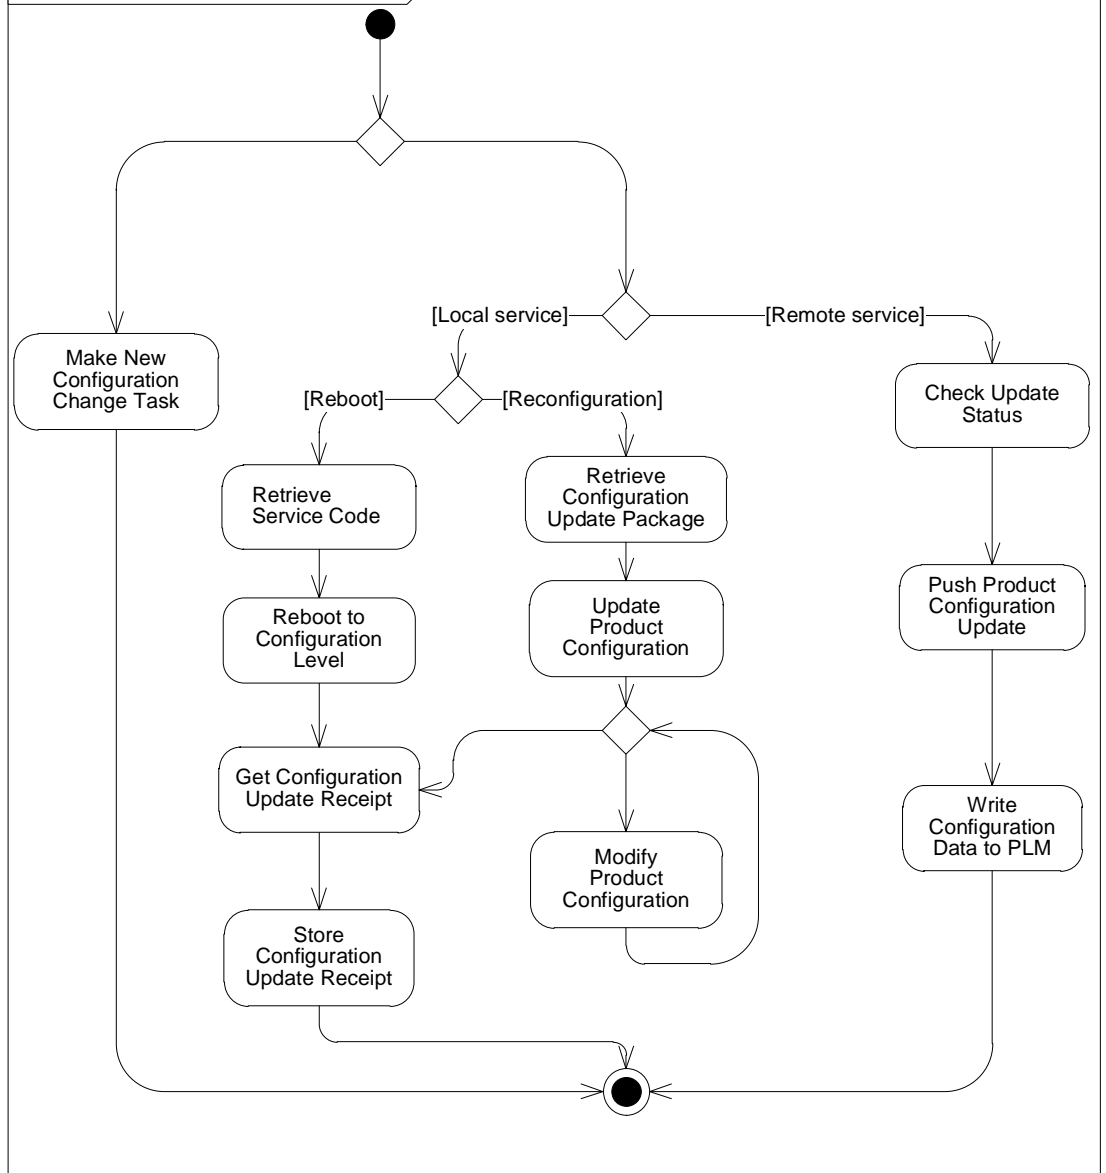 [Local service]
[Remote service]
Make New
Configuration
Change Task
[Reboot]
[Reconfiguration]
Check Update
Status
Retrieve
Service Code
Retrieve
Configuration
Update Package
Reboot to
Configuration
Level
Update
Product
Configuration
Push Product
Configuration
Update
Get Configuration
Update Receipt
Modify
Product
Configuration
Write
Configuration
Data to PLM
Store
Configuration
Update Receipt